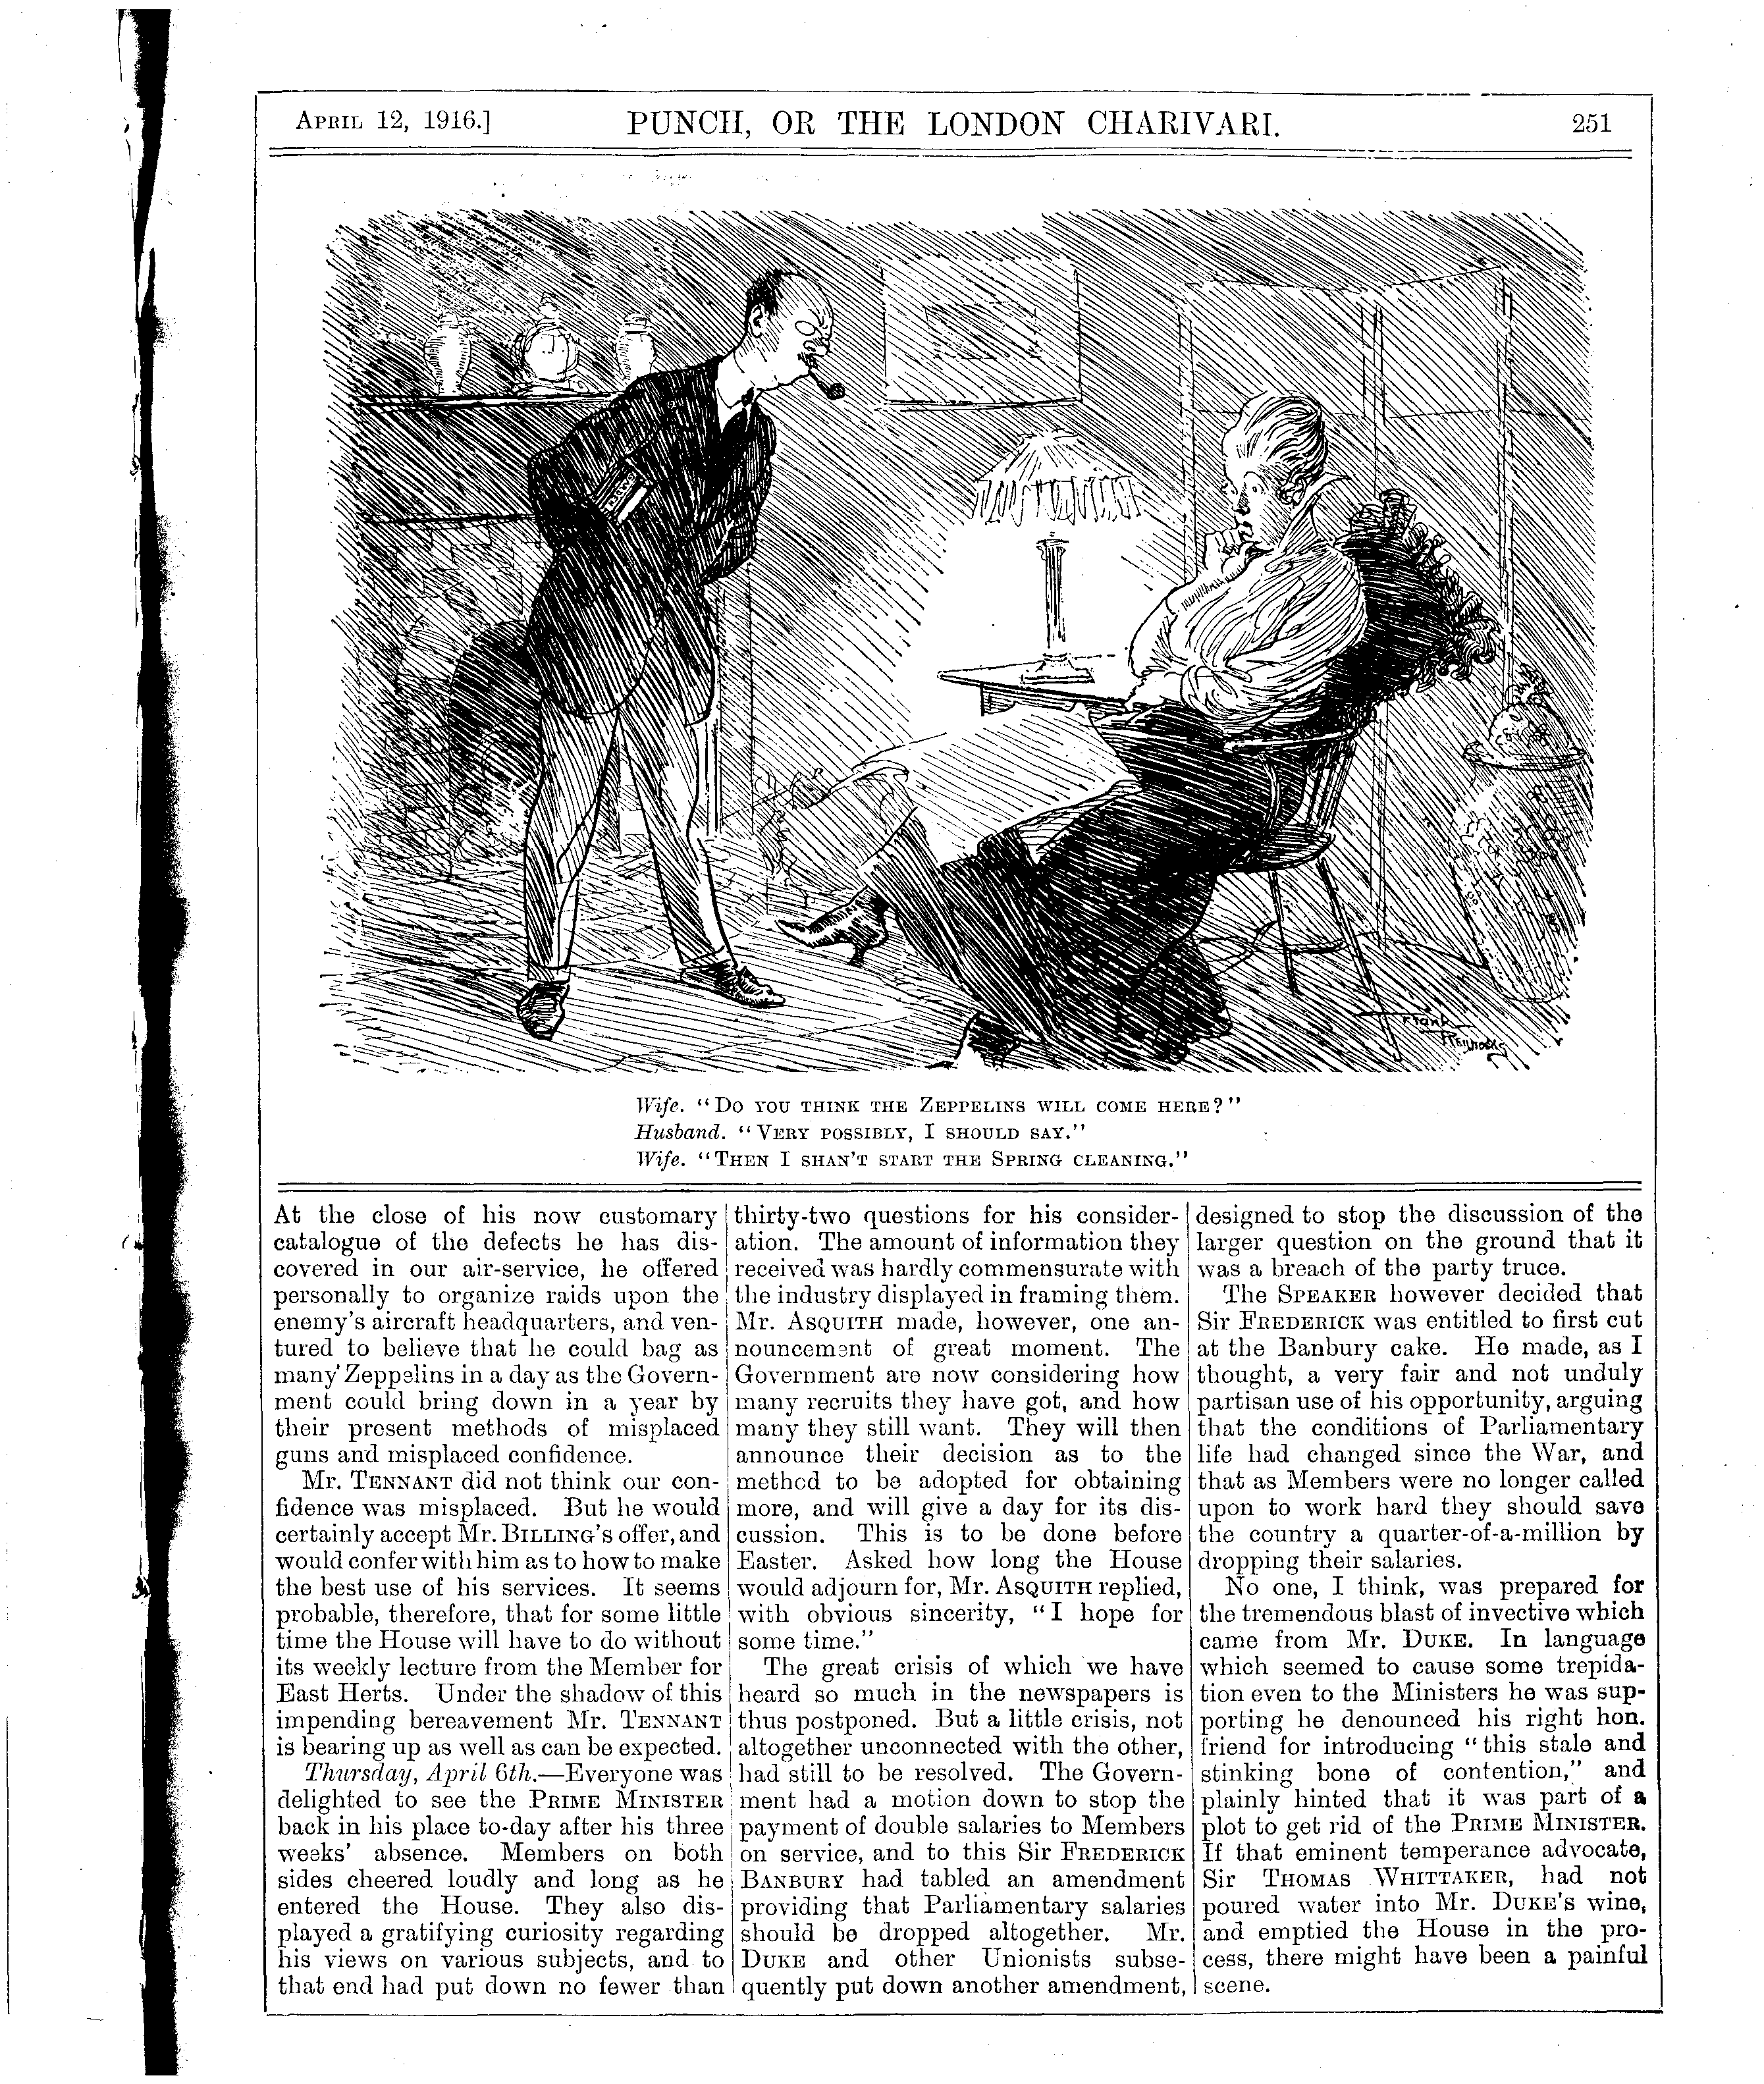 APRIL 12, 1916.] PUNCH, OR THE LONDON CHARIVARI. 251
Frank Reynolds
Wife. "DO YOU THINK THE ZEPPELINS WILL COME HERE?"
Husband. "VERY POSSIBLY, I SHOULD SAY."
Wife. "THEN I SHAN'T START THE SPRING CLEANING."
At the close of his now customary
catalogue of the defects he has dis-
covered in our air-service, he offered
personally to organize raids upon the
enemy's aircraft headquarters, and ven-
tured to believe that he could bag as
many Zeppelins in a day as the Govern-
ment could bring down in a year by
their present methods of misplaced
guns and misplaced confidence.
Mr. TENNANT did not think our con-
fidence was misplaced. But he would
certainly accept Mr. BILLING'S offer, and
would confer with him as to how to make
the best use of his services. It seems
probable, therefore, that for some little
time the House will have to do without
its weekly lecture from the Member for
East Herts. Under the shadow of this
impending bereavement Mr. TENNANT
is bearing up as well as can be expected.
Thursday, April 6th.—Everyone was
delighted to see the PRIME MINISTER
back in his place to-day after his three
weeks' absence. Members on both
sides cheered loudly and long as he
entered the House. They also dis-
played a gratifying curiosity regarding
his views on various subjects, and to
that end had put down no fewer than
thirty-two questions for his consider-
ation. The amount of information they
received was hardly commensurate with
the industry displayed in framing them.
Mr. ASQUITH made, however, one an-
nouncement of great moment. The
Government are now considering how
many recruits they have got, and how
many they still want. They will then
announce their decision as to the
method to be adopted for obtaining
more, and will give a day for its dis-
cussion. This is to be done before
Easter. Asked how long the House
would adjourn for, Mr. ASQUITH replied,
with obvious sincerity, "I hope for
some time."
The great crisis of which we have
heard so much in the newspapers is
thus postponed. But a little crisis, not
altogether unconnected with the other,
had still to be resolved. The Govern-
ment had a motion down to stop the
payment of double salaries to Members
on service, and to this Sir FREDERICK
BANBURY had tabled an amendment
providing that Parliamentary salaries
should be dropped altogether. Mr.
DUKE and other Unionists subse-
quently put down another amendment,
designed to stop the discussion of the
larger question on the ground that it
was a breach of the party truce.
The SPEAKER however decided that
Sir FREDERICK was entitled to first cut
at the Banbury cake. He made, as I
thought, a very fair and not unduly
partisan use of his opportunity, arguing
that the conditions of Parliamentary
life had changed since the War, and
that as Members were no longer called
upon to work hard they should save
the country a quarter-of-a-million by
dropping their salaries.
No one, I think, was prepared for
the tremendous blast of invective which
came from Mr. DUKE. In language
which seemed to cause some trepida-
tion even to the Ministers he was sup-
porting he denounced his right hon.
friend for introducing "this stale and
stinking bone of contention," and
plainly hinted that it was part of a
plot to get rid of the PRIME MINISTER.
If that eminent temperance advocate,
Sir THOMAS WHITTAKER, had not
poured water into Mr. DUKE'S wine,
and emptied the House in the pro-
cess, there might have been a painful
scene.